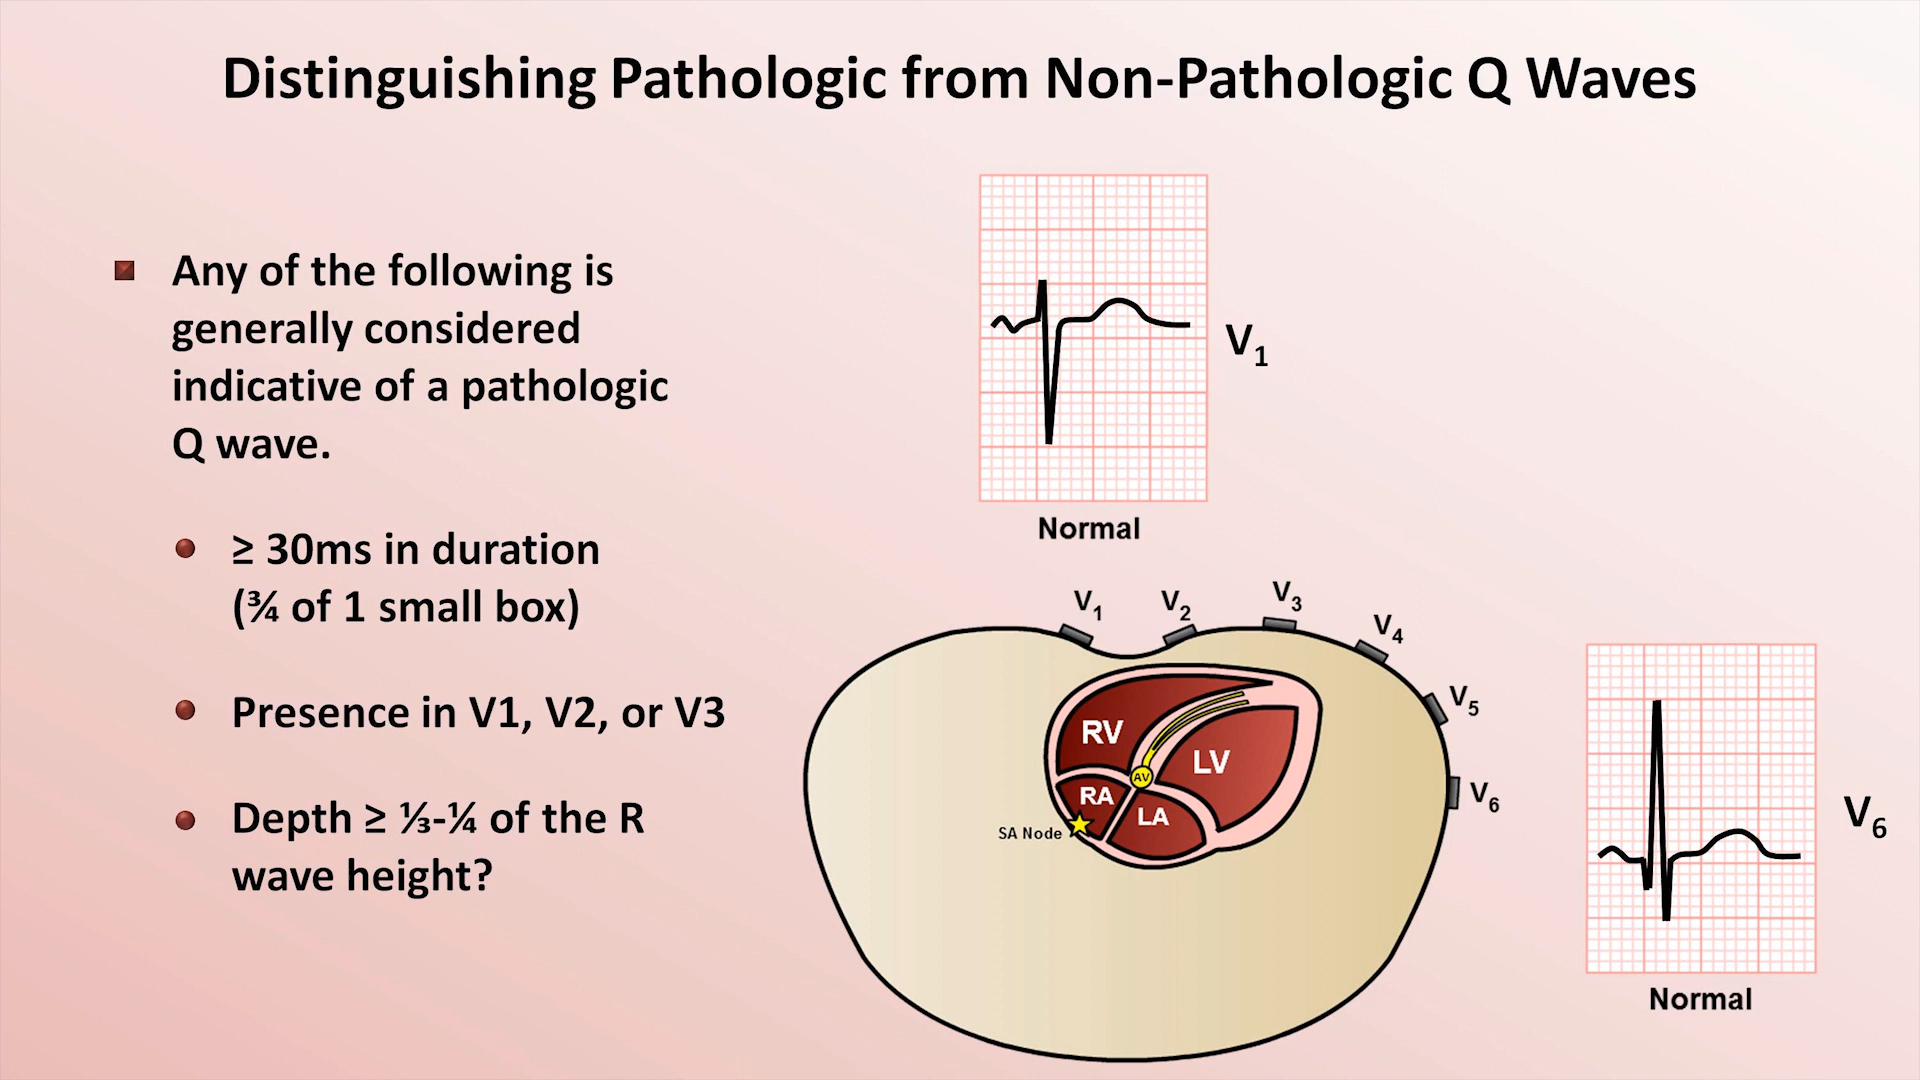 Distinguishing Pathologic from Non-Pathologic Q Waves
Any of the following is
generally considered
indicative of a pathologic
Q wave.
≥ 30ms in duration
(¾ of 1 small box)
Presence in V1, V2, or V3
Depth ≥ ⅓-¼ of the R
wave height?
V₁
Normal
V₁
V₂
V₃
V₄
V₅
V₆
RV
LV
AV
RA
LA
SA Node
V₆
Normal